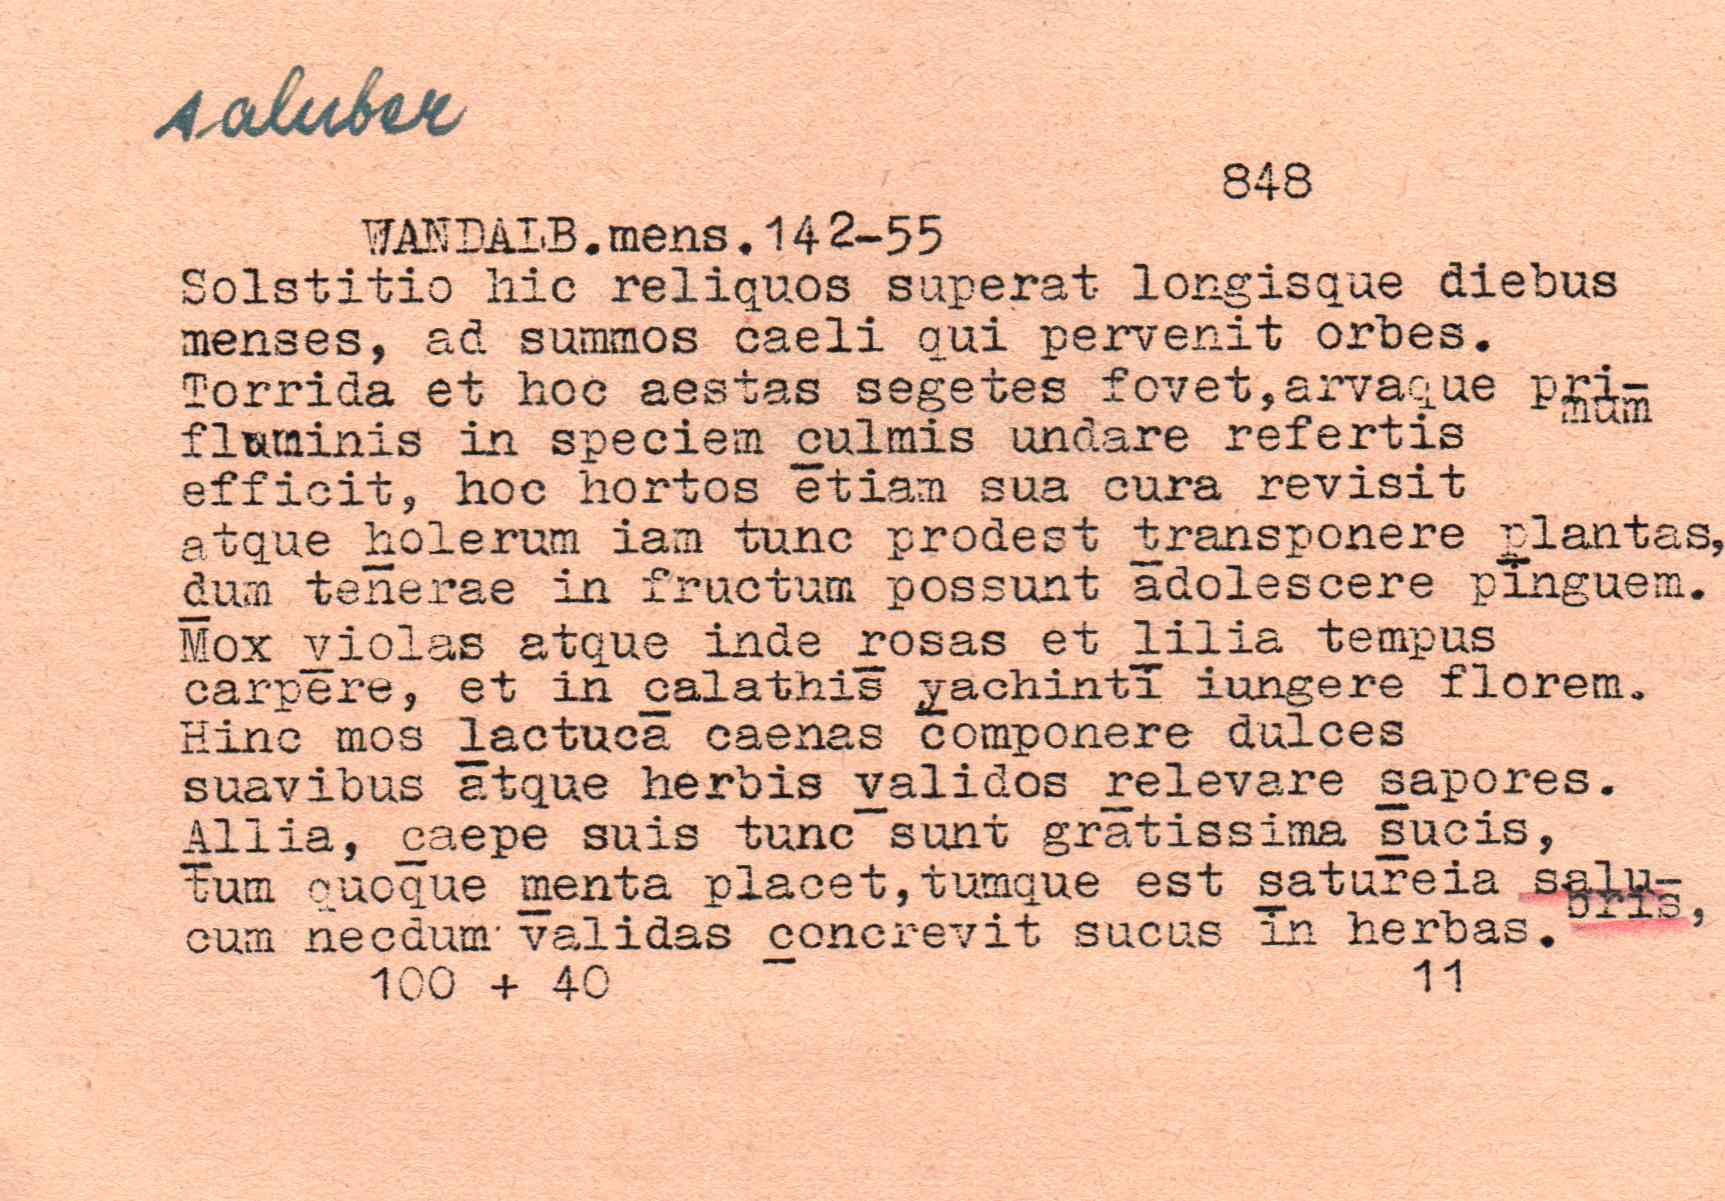 saluber
848
WANDALB.mens.142-55
Solstitio hic reliquos superat longisque diebus
menses, ad summos caeli qui pervenit orbes.
Torrida et hoc aestas segetes fovet,arvaque pri-
mum
fluminis in speciem culmis undare refertis
efficit, hoc hortos etiam sua cura revisit
atque holerum iam tunc prodest transponere plantas,
dum tenerae in fructum possunt adolescere pinguem.
Mox violas atque inde rosas et lilia tempus
carpere, et in calathis yachinti iungere florem.
Hinc mos lactuca caenas componere dulces
suavibus atque herbis validos relevare sapores.
Allia, caepe suis tunc sunt gratissima sucis,
tum quoque menta placet,tumque est satureia salu-
bris,
cum necdum validas concrevit sucus in herbas.
100 + 40 11